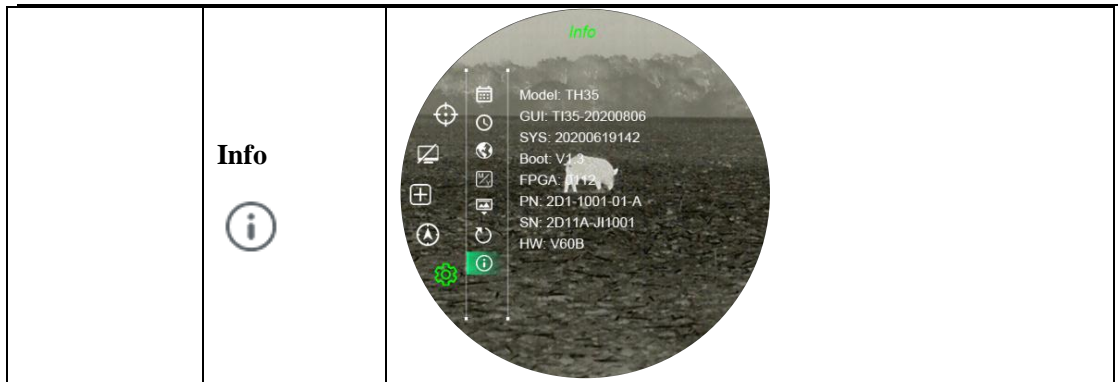 Info
Info
Model: TH35
GUI: TI35-20200806
SYS: 20200619142
Boot: V1.3
FPGA:
PN: 2D1-1001-01-A
SN: 2D11A-JI1001
HW: V60B